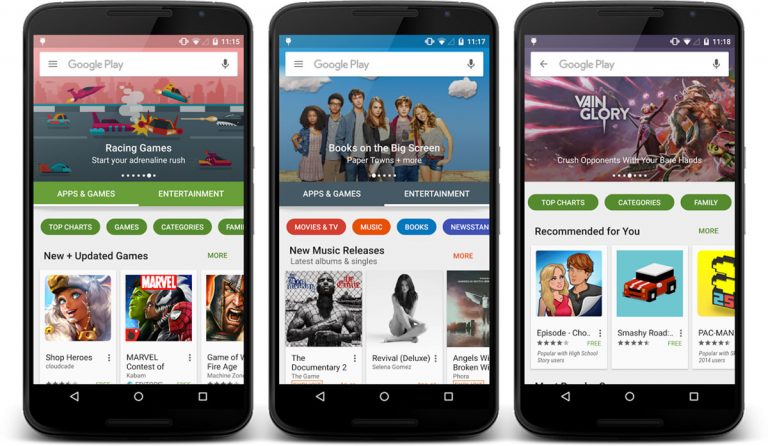 11:15
Google Play
Racing Games
Start your adrenaline rush
APPS & GAMES
ENTERTAINMENT
TOP CHARTS
GAMES
CATEGORIES
FAMI
New + Updated Games
MORE
Shop Heroes
cloudcade
MARVEL
MARVEL
Contest of
Kabam
Game of W
Fire Age
Machine Zone
11:17
Google Play
Books on the Big Screen
Paper Towns + more
APPS & GAMES
ENTERTAINMENT
MOVIES & TV
MUSIC
BOOKS
NEWSSTAN
New Music Releases
Latest albums & singles
MORE
The
Documentary 2
The Game
Revival (Deluxe)
Selena Gomez
Angels Wi
Broken Wi
Phora
11:18
Google Play
VAIN
GLORY
Crush Opponents With Your Bare Hands
TOP CHARTS
CATEGORIES
FAMILY
Recommended for You
MORE
Episode - Cho..
FREE
Popular with High School
Story users
Smashy Road:..
FREE
25
PAC-MAN
Popular with
2014 users